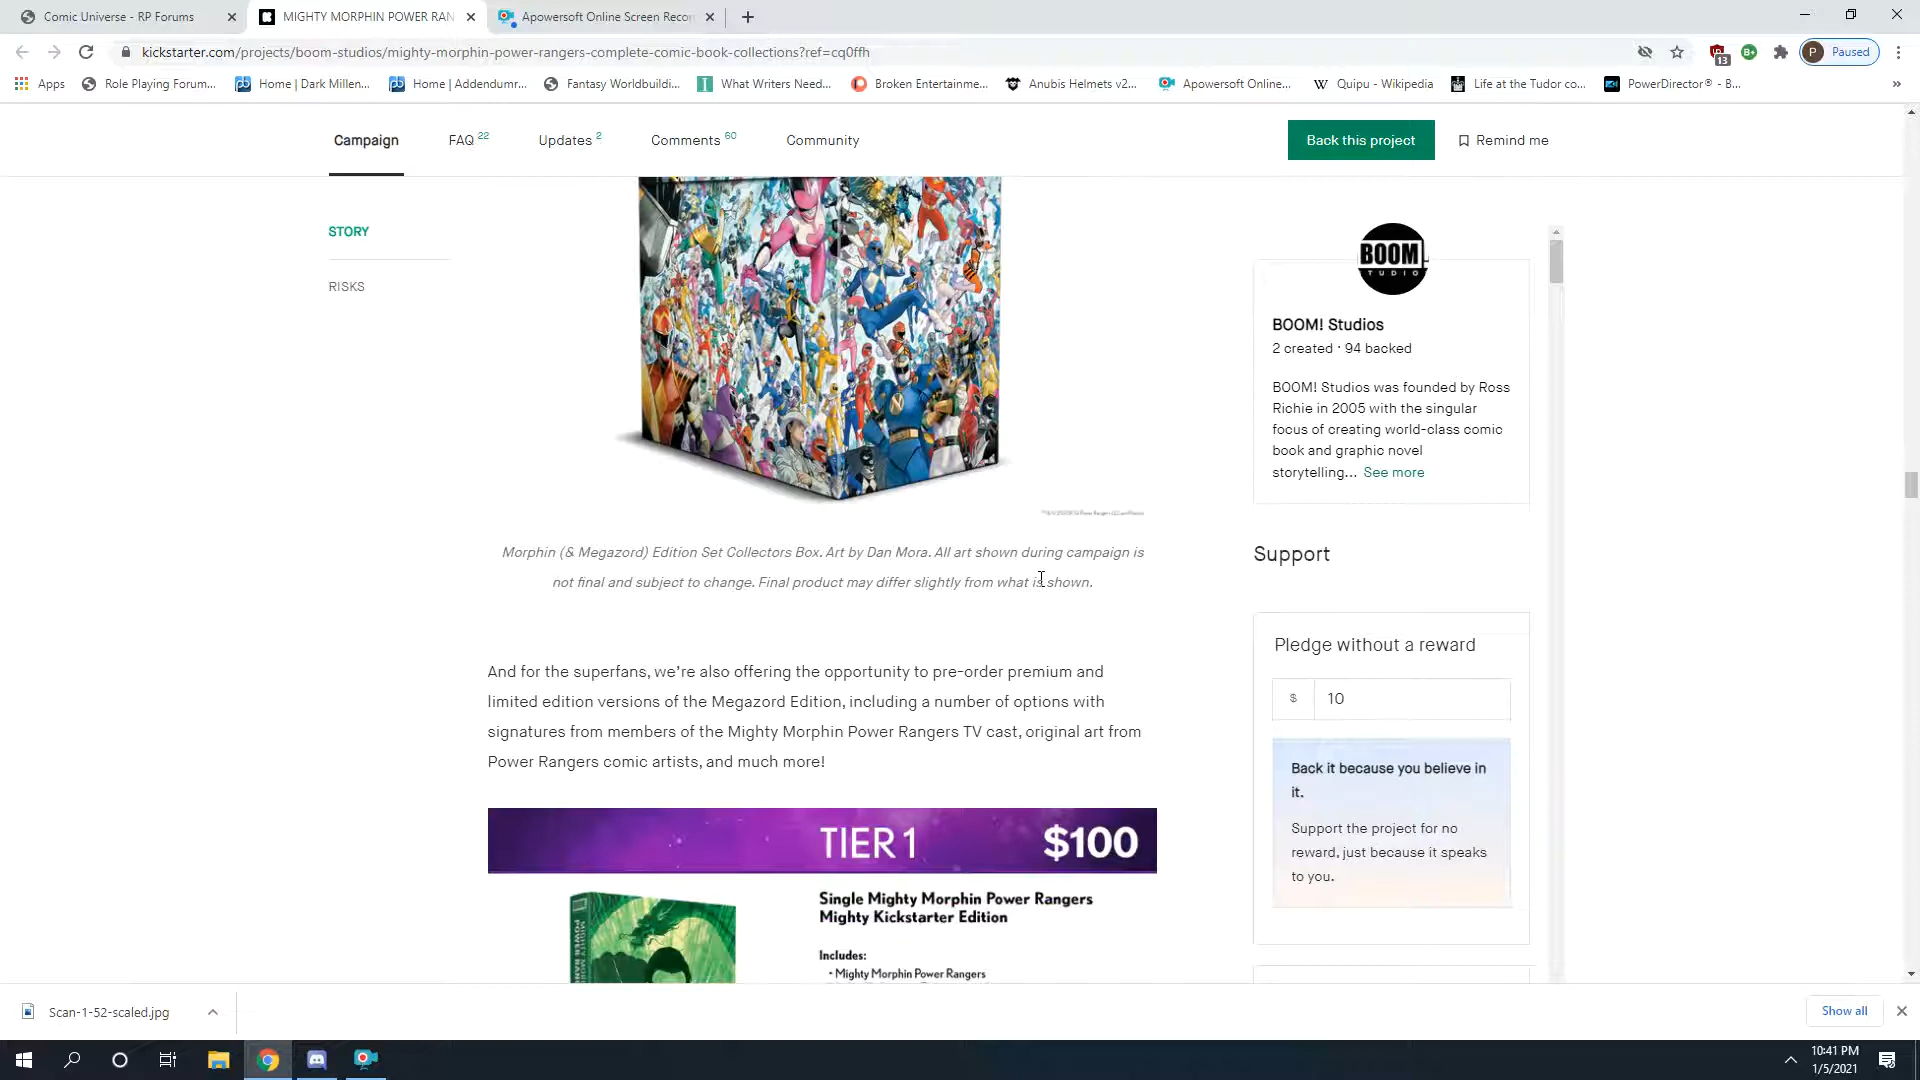 Comic Universe - RP Forums
MIGHTY MORPHIN POWER RAN
Apowersoft Online Screen Reco
kickstarter.com/projects/boom-studios/mighty-morphin-power-rangers-complete-comic-book-collections?ref=cq0ffh
13
B+
P Paused
Apps
Role Playing Forum...
Home | Dark Millen...
Home | Addendumr...
Fantasy Worldbuildi...
What Writers Need...
Broken Entertainme...
Anubis Helmets v2...
Apowersoft Online...
W Quipu - Wikipedia
Life at the Tudor co...
PowerDirector® - B...
»
Campaign
FAQ 22
Updates 2
Comments 60
Community
Back this project
Remind me
STORY
RISKS
BOOM!
STUDIOS
BOOM! Studios
2 created · 94 backed
BOOM! Studios was founded by Ross
Richie in 2005 with the singular
focus of creating world-class comic
book and graphic novel
storytelling... See more
Morphin (& Megazord) Edition Set Collectors Box. Art by Dan Mora. All art shown during campaign is
not final and subject to change. Final product may differ slightly from what is shown.
Support
Pledge without a reward
$ 10
Back it because you believe in
it.
Support the project for no
reward, just because it speaks
to you.
And for the superfans, we’re also offering the opportunity to pre-order premium and
limited edition versions of the Megazord Edition, including a number of options with
signatures from members of the Mighty Morphin Power Rangers TV cast, original art from
Power Rangers comic artists, and much more!
TIER 1 $100
MIGHTY MORPHIN
POWER RAN
Single Mighty Morphin Power Rangers
Mighty Kickstarter Edition
Includes:
• Mighty Morphin Power Rangers
Scan-1-52-scaled.jpg
Show all
10:41 PM
1/5/2021